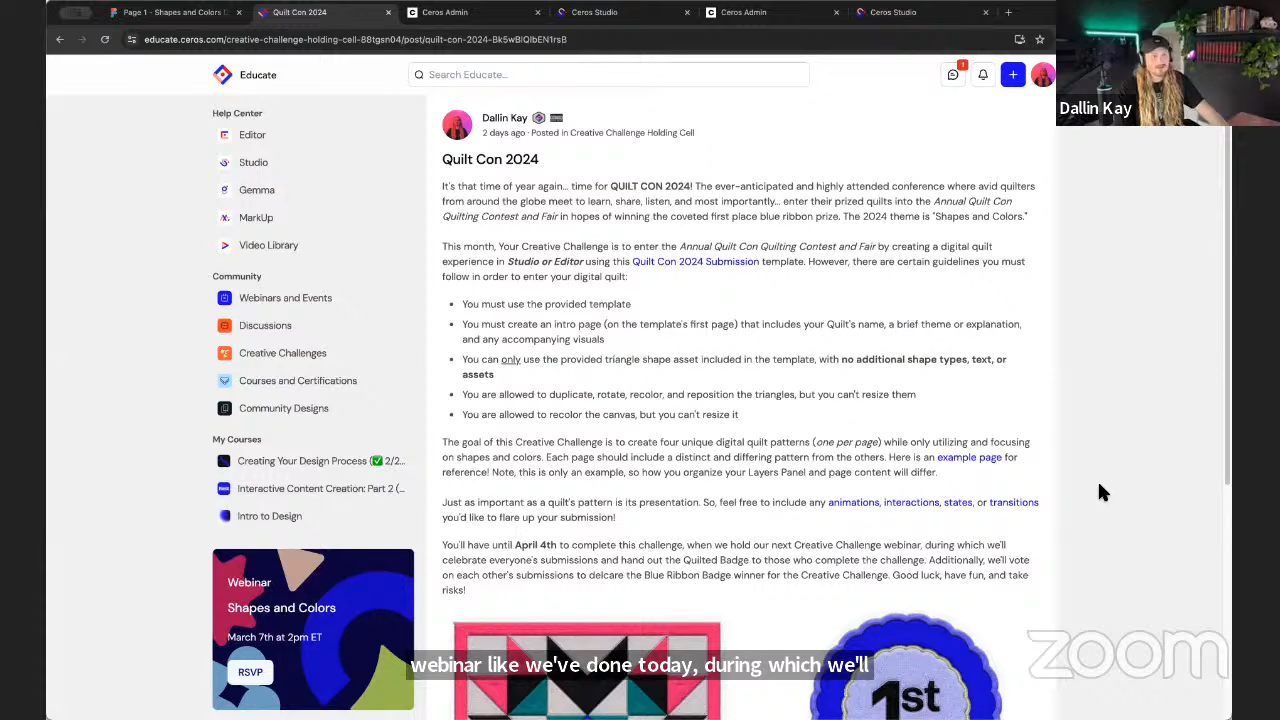 Page 1 - Shapes and Colors
Quilt Con 2024
Ceros Admin
Ceros Studio
Ceros Admin
Ceros Studio
educate.ceros.com/creative-challenge-holding-cell-88tgsn04/post/quilt-con-2024-Bk5wBlQlbEN1rsB
Educate
Search Educate...
1
Dallin Kay
Help Center
Editor
Studio
Gemma
MarkUp
Video Library
Community
Webinars and Events
Discussions
Creative Challenges
Courses and Certifications
Community Designs
My Courses
Creating Your Design Process (✅ 2/2...
Interactive Content Creation: Part 2 (...
Intro to Design
Webinar
Shapes and Colors
March 7th at 2pm ET
RSVP
Dallin Kay
2 days ago · Posted in Creative Challenge Holding Cell
Quilt Con 2024
It's that time of year again... time for QUILT CON 2024! The ever-anticipated and highly attended conference where avid quilters
from around the globe meet to learn, share, listen, and most importantly... enter their prized quilts into the Annual Quilt Con
Quilting Contest and Fair in hopes of winning the coveted first place blue ribbon prize. The 2024 theme is "Shapes and Colors."
This month, Your Creative Challenge is to enter the Annual Quilt Con Quilting Contest and Fair by creating a digital quilt
experience in Studio or Editor using this Quilt Con 2024 Submission template. However, there are certain guidelines you must
follow in order to enter your digital quilt:
• You must use the provided template
• You must create an intro page (on the template's first page) that includes your Quilt's name, a brief theme or explanation,
and any accompanying visuals
• You can only use the provided triangle shape asset included in the template, with no additional shape types, text, or
assets
• You are allowed to duplicate, rotate, recolor, and reposition the triangles, but you can't resize them
• You are allowed to recolor the canvas, but you can't resize it
The goal of this Creative Challenge is to create four unique digital quilt patterns (one per page) while only utilizing and focusing
on shapes and colors. Each page should include a distinct and differing pattern from the others. Here is an example page for
reference! Note, this is only an example, so how you organize your Layers Panel and page content will differ.
Just as important as a quilt's pattern is its presentation. So, feel free to include any animations, interactions, states, or transitions
you'd like to flare up your submission!
You'll have until April 4th to complete this challenge, when we hold our next Creative Challenge webinar, during which we'll
celebrate everyone's submissions and hand out the Quilted Badge to those who complete the challenge. Additionally, we'll vote
on each other's submissions to delcare the Blue Ribbon Badge winner for the Creative Challenge. Good luck, have fun, and take
risks!
1st
webinar like we've done today, during which we'll
zoom